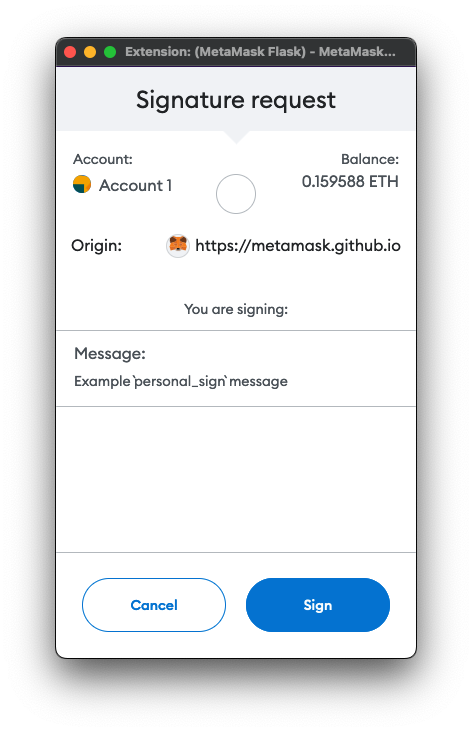 Extension: (MetaMask Flask) - MetaMask...
Signature request
Account:
Balance:
Account 1
0.159588 ETH
Origin:
https://metamask.github.io
You are signing:
Message:
Example `personal_sign` message
Cancel
Sign